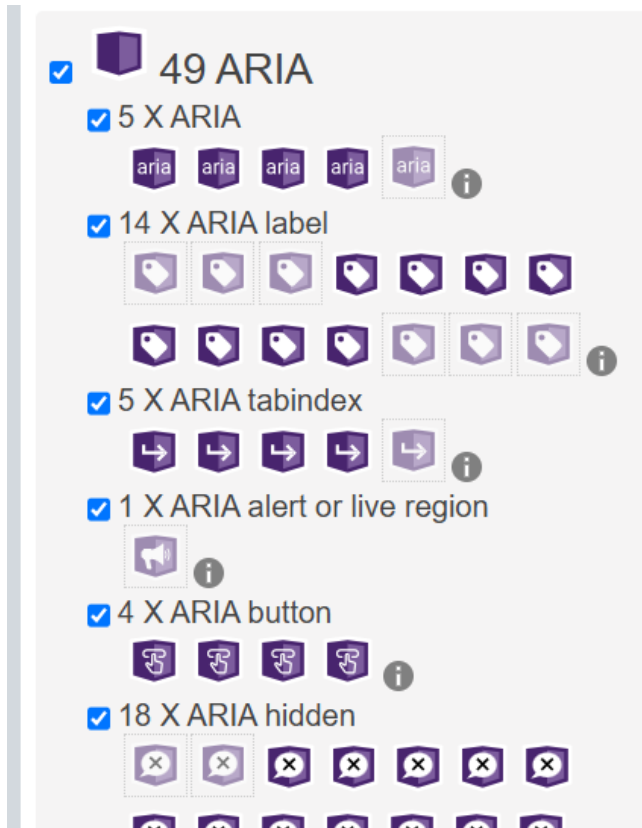 49 ARIA
5 X ARIA
aria aria aria aria aria
14 X ARIA label
5 X ARIA tabindex
1 X ARIA alert or live region
4 X ARIA button
18 X ARIA hidden